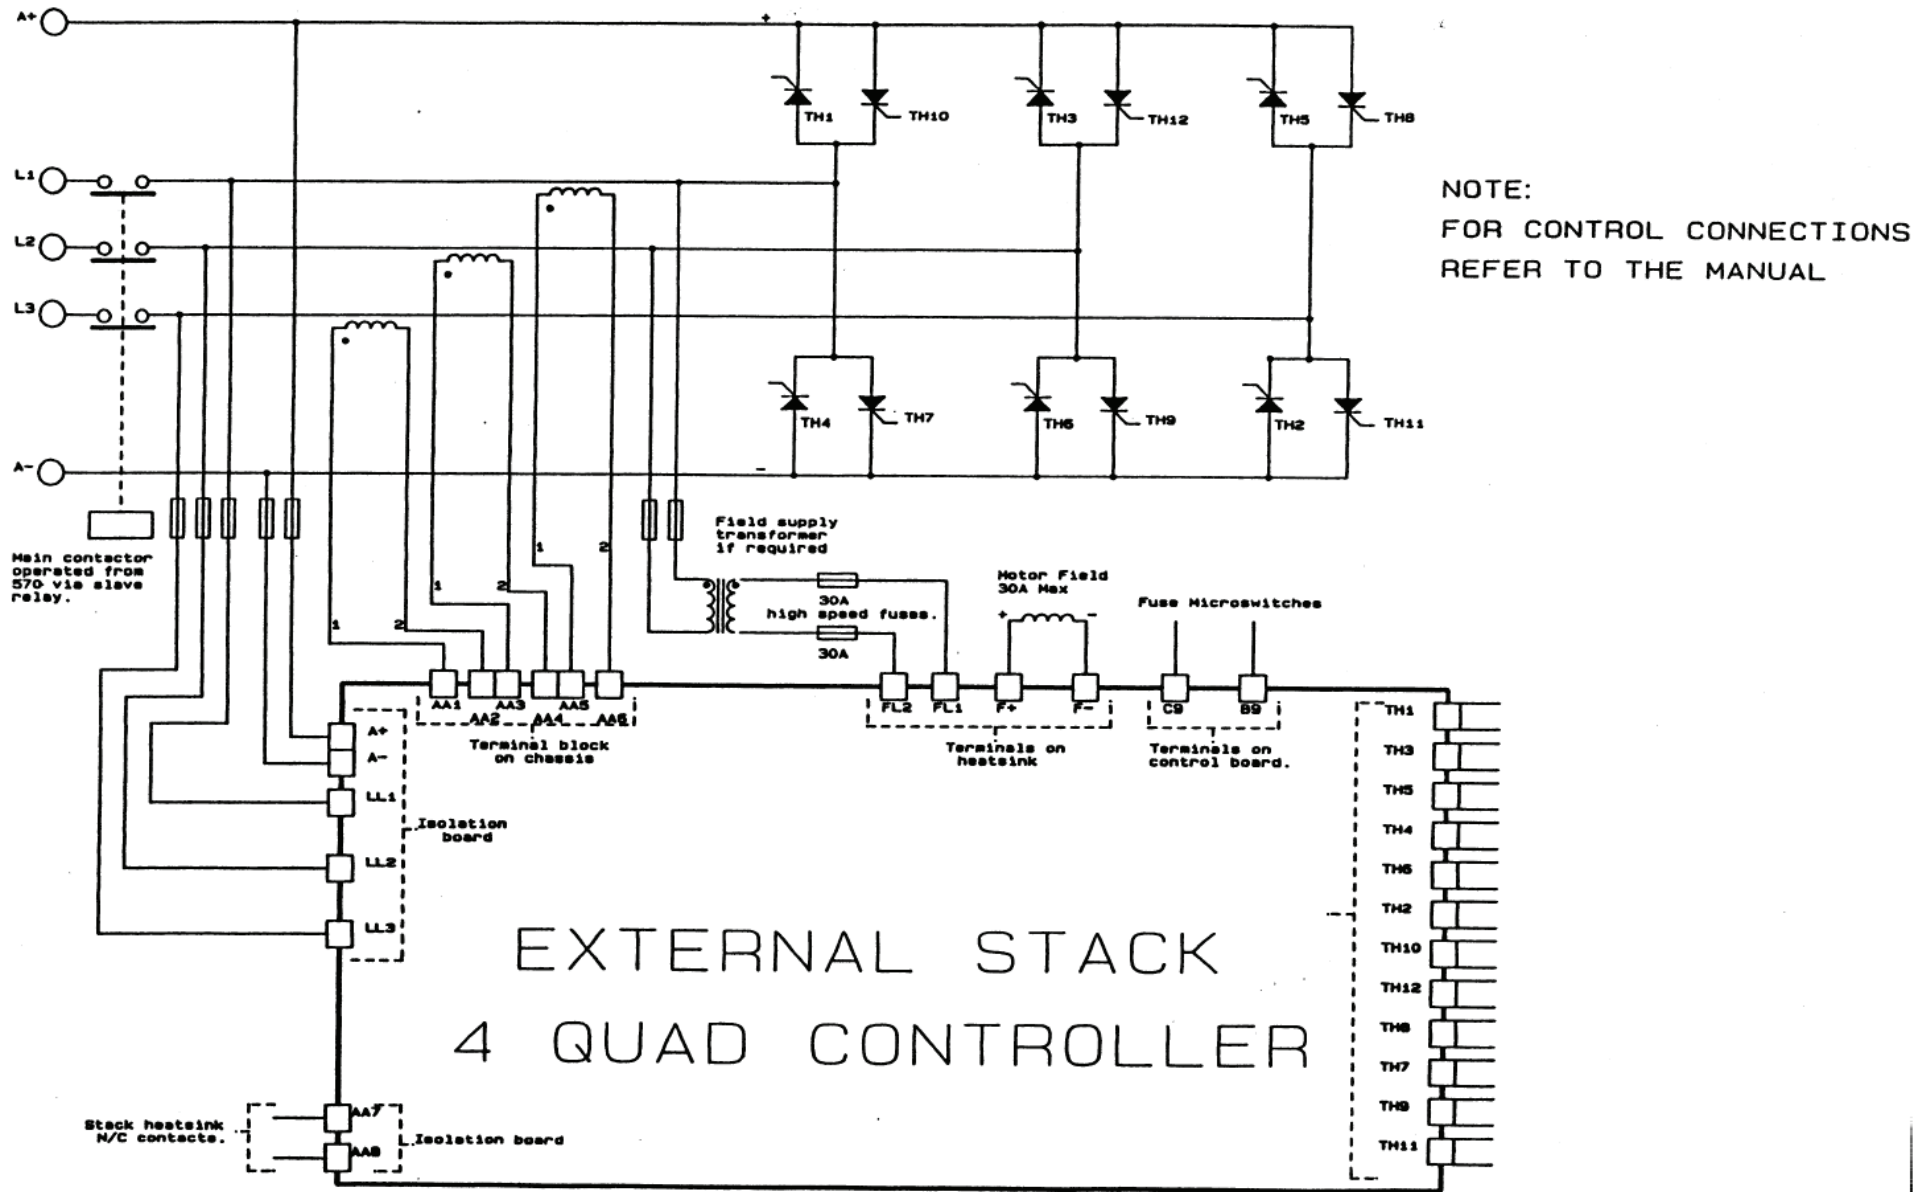 A+
+
TH1
TH10
TH3
TH12
TH5
TH8
L1
L2
L3
NOTE:
FOR CONTROL CONNECTIONS
REFER TO THE MANUAL
TH4
TH7
TH6
TH9
TH2
TH11
A-
-
Main contactor
operated from
570 via slave
relay.
1
2
1
2
1
2
Field supply
transformer
if required
30A
high speed fuses.
30A
Motor Field
30A Max
+
-
Fuse Microswitches
AA1
AA2
AA3
AA4
AA5
AA6
Terminal block
on chassis
FL2
FL1
F+
F-
Terminals on
heatsink
C9
B9
Terminals on
control board.
A+
A-
LL1
LL2
LL3
Isolation
board
TH1
TH3
TH5
TH4
TH6
TH2
TH10
TH12
TH8
TH7
TH9
TH11
EXTERNAL STACK
4 QUAD CONTROLLER
Stack heatsink
N/C contacts.
AA7
AA8
Isolation board